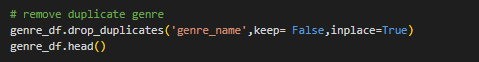 # remove duplicate genre
genre_df.drop_duplicates('genre_name',keep= False,inplace=True)
genre_df.head()